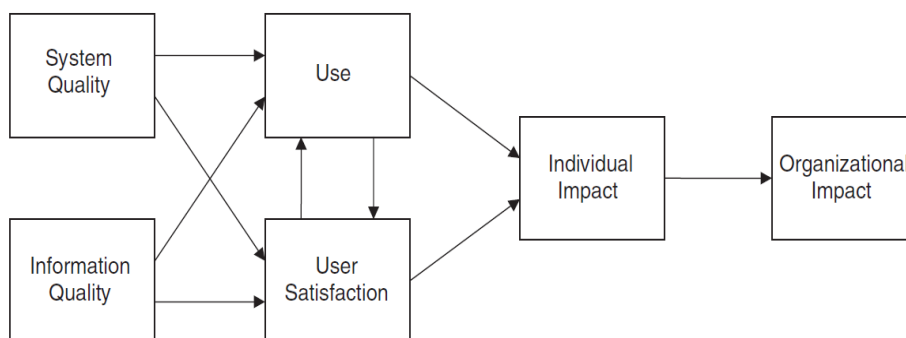 System
Quality
Use
Individual
Impact
Organizational
Impact
Information
Quality
User
Satisfaction